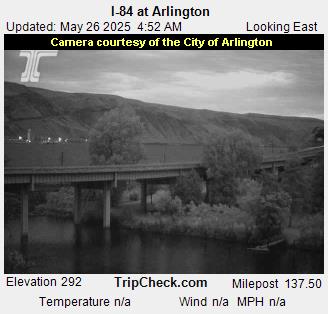 I-84 at Arlington
Updated: May 26 2025 4:52 AM Looking East
Camera courtesy of the City of Arlington
Elevation 292 TripCheck.com Milepost 137.50
Temperature n/a Wind n/a MPH n/a